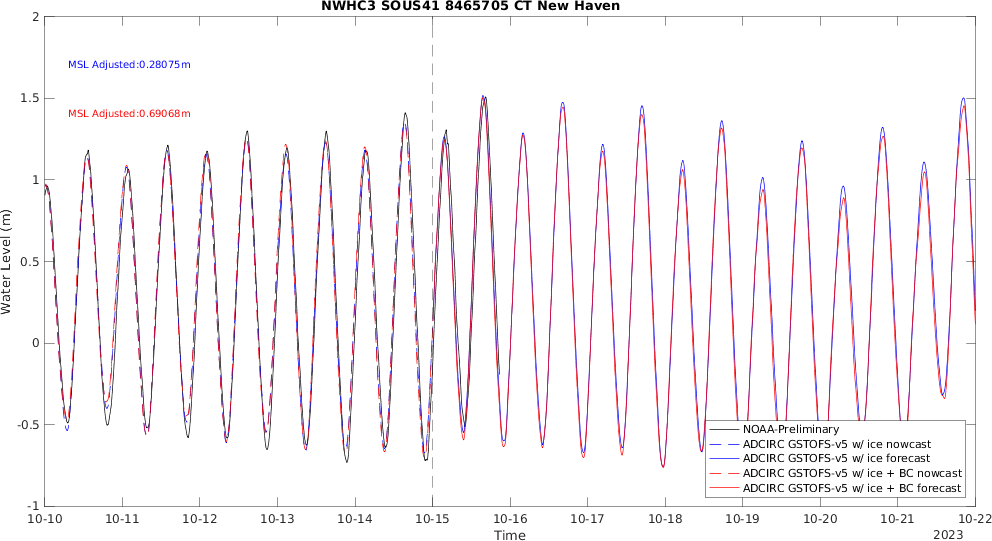 NWHC3 SOUS41 8465705 CT New Haven
MSL Adjusted:0.28075m
MSL Adjusted:0.69068m
Water Level (m)
2
1.5
1
0.5
0
-0.5
-1
NOAA-Preliminary
ADCIRC GSTOFS-v5 w/ ice nowcast
ADCIRC GSTOFS-v5 w/ ice forecast
ADCIRC GSTOFS-v5 w/ ice + BC nowcast
ADCIRC GSTOFS-v5 w/ ice + BC forecast
10-10 10-11 10-12 10-13 10-14 10-15 10-16 10-17 10-18 10-19 10-20 10-21 10-22
Time
2023